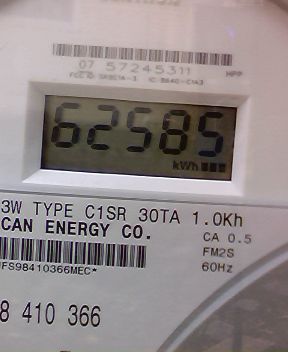 07 57245311 HPP
62585
kWh
3W TYPE C1SR 30TA 1.0Kh
CAN ENERGY CO. CA 0.5
FM2S
FS98410366MEC* 60Hz
8 410 366